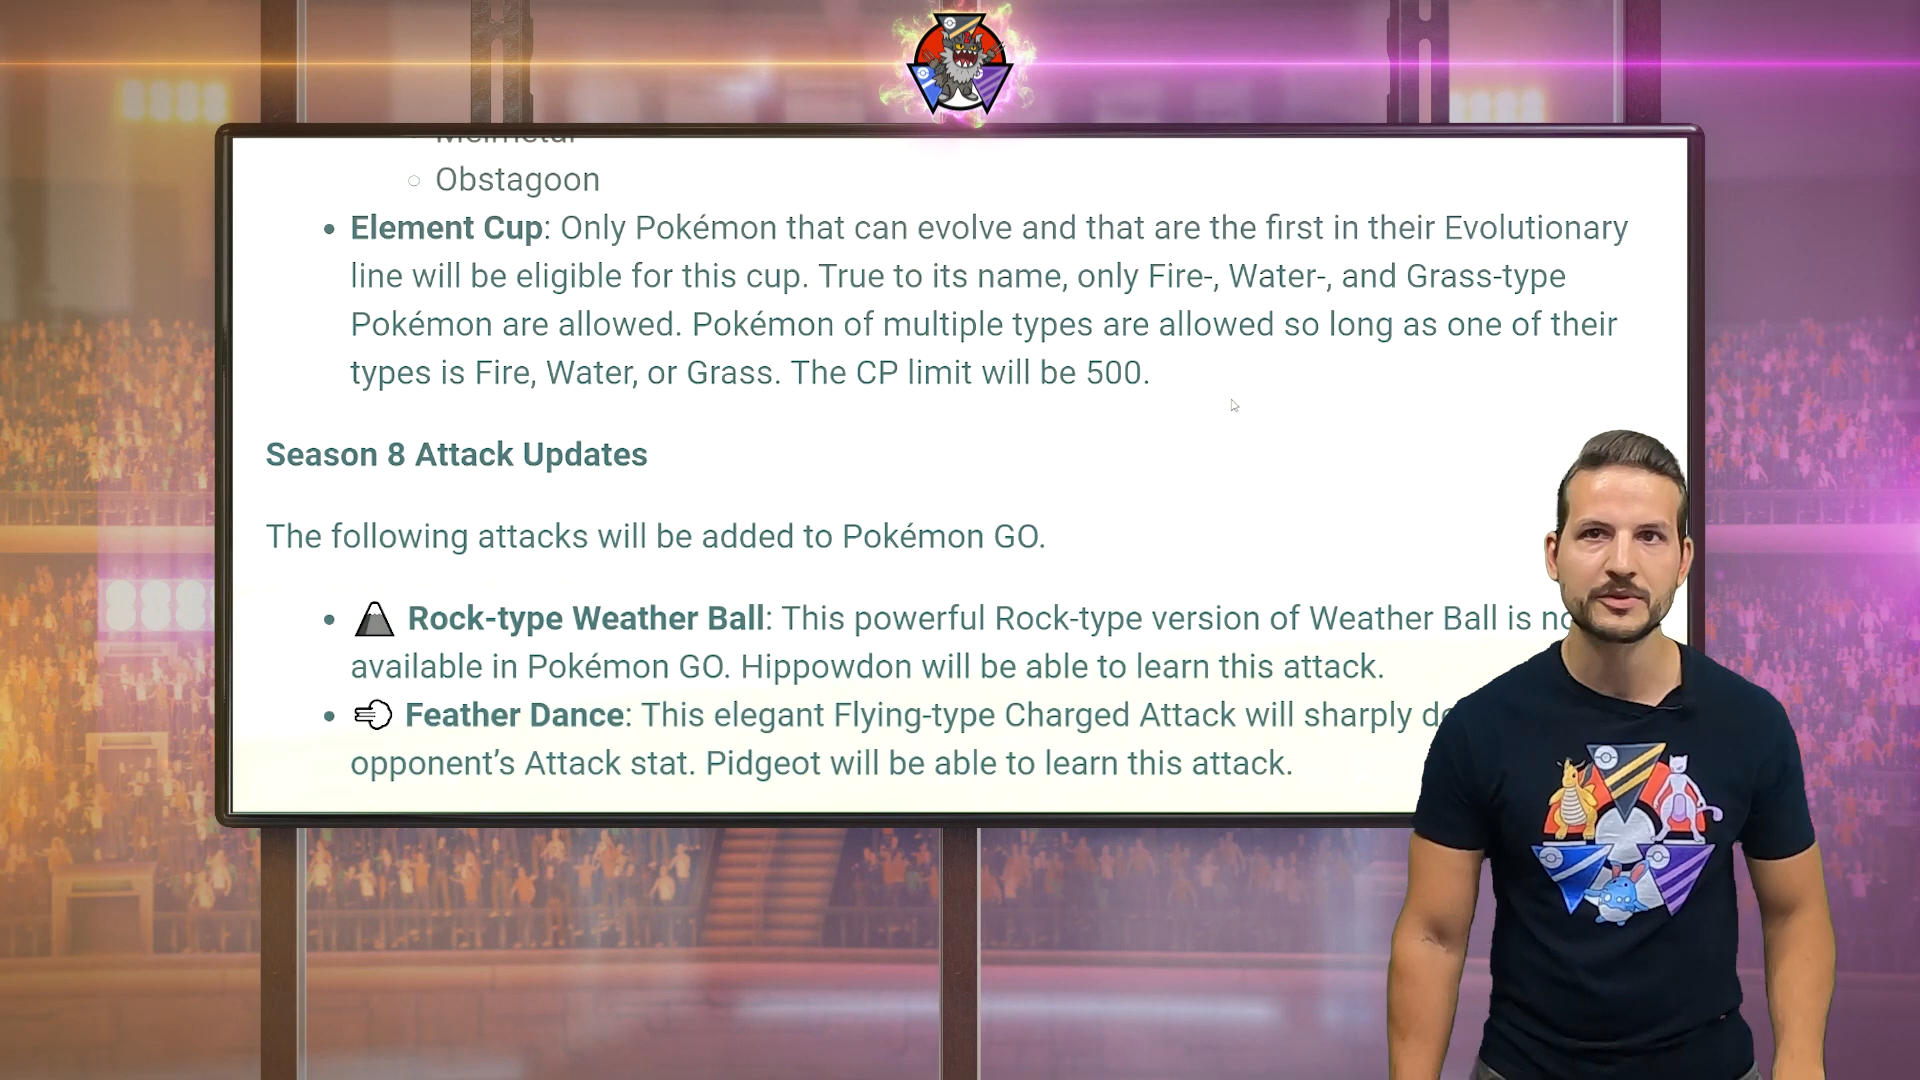 Melmetal
Obstagoon
Element Cup: Only Pokémon that can evolve and that are the first in their Evolutionary
line will be eligible for this cup. True to its name, only Fire-, Water-, and Grass-type
Pokémon are allowed. Pokémon of multiple types are allowed so long as one of their
types is Fire, Water, or Grass. The CP limit will be 500.
Season 8 Attack Updates
The following attacks will be added to Pokémon GO.
Rock-type Weather Ball: This powerful Rock-type version of Weather Ball is
available in Pokémon GO. Hippowdon will be able to learn this attack.
Feather Dance: This elegant Flying-type Charged Attack will sharply
opponent’s Attack stat. Pidgeot will be able to learn this attack.